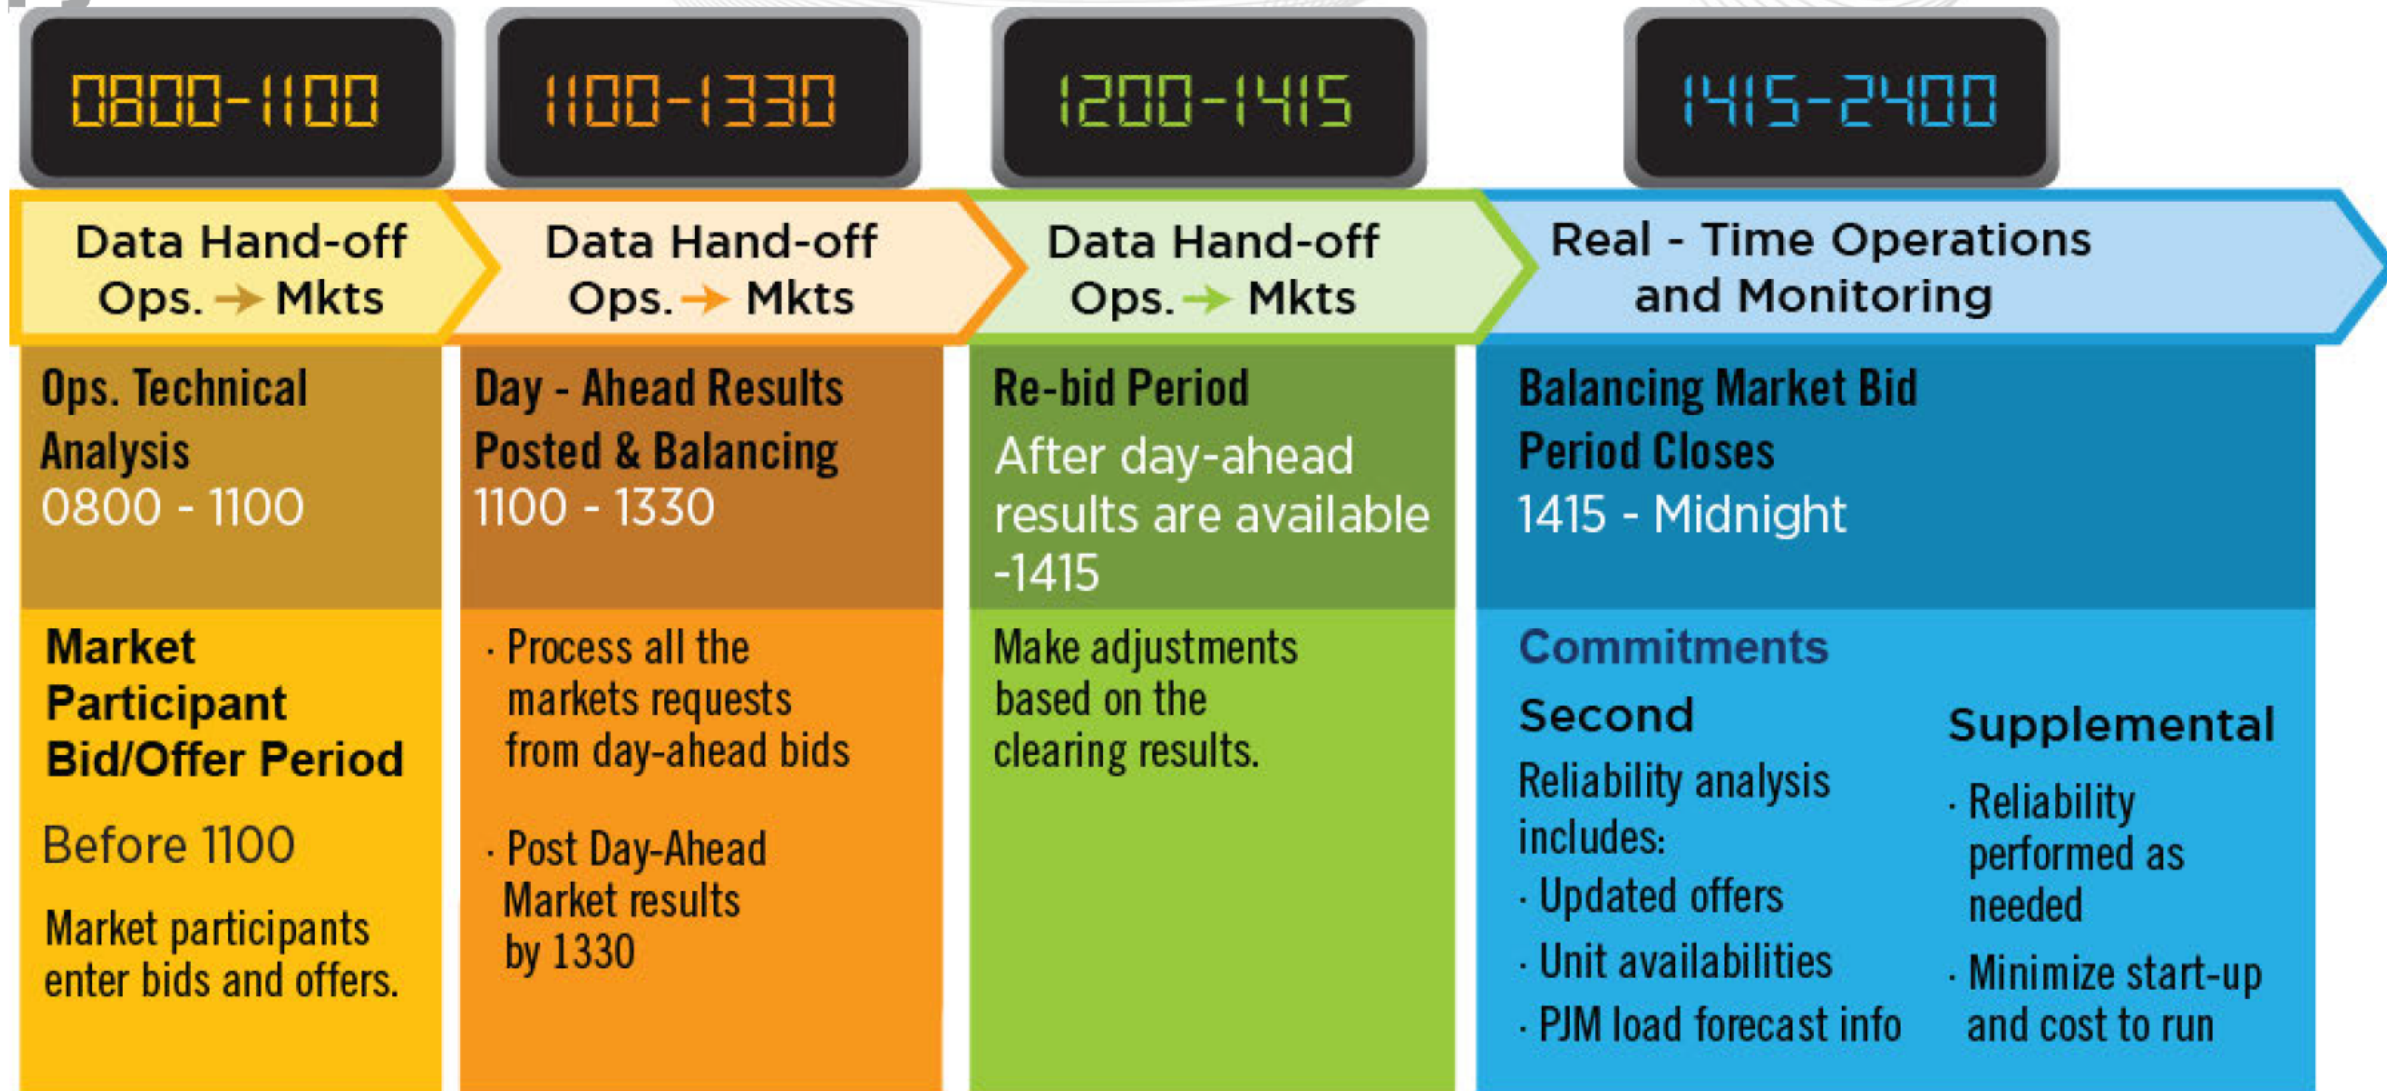 0800-1100
1100-1330
1200-1415
1415-2400
Data Hand-off
Ops. → Mkts
Data Hand-off
Ops. → Mkts
Data Hand-off
Ops. → Mkts
Real - Time Operations
and Monitoring
Ops. Technical
Analysis
0800 - 1100
Market
Participant
Bid/Offer Period
Before 1100
Market participants
enter bids and offers.
Day - Ahead Results
Posted & Balancing
1100 - 1330
· Process all the
markets requests
from day-ahead bids
· Post Day-Ahead
Market results
by 1330
Re-bid Period
After day-ahead
results are available
-1415
Make adjustments
based on the
clearing results.
Balancing Market Bid
Period Closes
1415 - Midnight
Commitments
Second
Reliability analysis
includes:
· Updated offers
· Unit availabilities
· PJM load forecast info
Supplemental
· Reliability
performed as
needed
· Minimize start-up
and cost to run